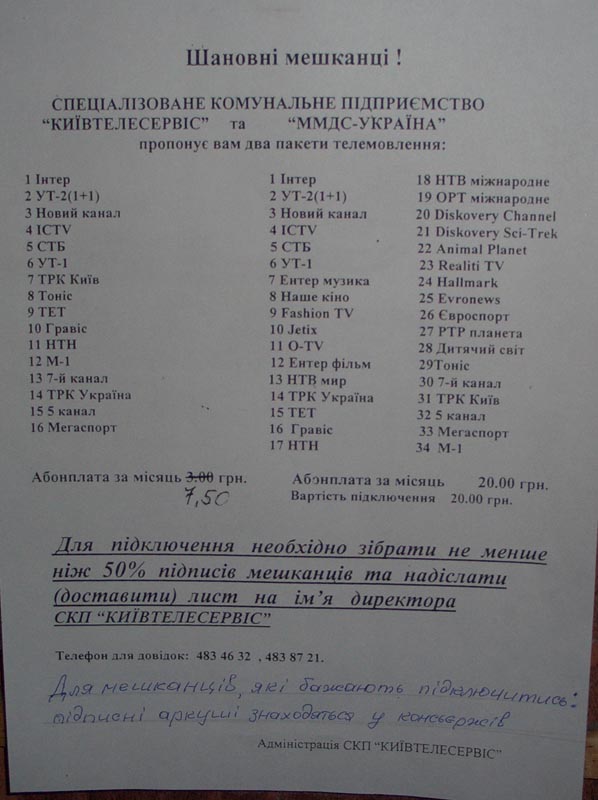 Шановні мешканці !
СПЕЦІАЛІЗОВАНЕ КОМУНАЛЬНЕ ПІДПРИЄМСТВО
“КИЇВТЕЛЕСЕРВІС” та “ММДС-УКРАЇНА”
пропонує вам два пакети телемовлення:
1 Інтер
2 УТ-2(1+1)
3 Новий канал
4 ICTV
5 СТБ
6 УТ-1
7 ТРК Київ
8 Тоніс
9 ТЕТ
10 Гравіс
11 НТН
12 М-1
13 7-й канал
14 ТРК Україна
15 5 канал
16 Мегаспорт
Абонплата за місяць 3.00 грн.
7,50
1 Інтер
2 УТ-2(1+1)
3 Новий канал
4 ICTV
5 СТБ
6 УТ-1
7 Ентер музика
8 Наше кіно
9 Fashion TV
10 Jetix
11 O-TV
12 Ентер фільм
13 НТВ мир
14 ТРК Україна
15 ТЕТ
16 Гравіс
17 НТН
18 НТВ міжнародне
19 ОРТ міжнародне
20 Diskovery Channel
21 Diskovery Sci-Trek
22 Animal Planet
23 Realiti TV
24 Hallmark
25 Evronews
26 Євроспорт
27 РТР планета
28 Дитячий світ
29Тоніс
30 7-й канал
31 ТРК Київ
32 5 канал
33 Мегаспорт
34 М-1
Абонплата за місяць 20.00 грн.
Вартість підключення 20.00 грн.
Для підключення необхідно зібрати не менше
ніж 50% підписів мешканців та надіслати
(доставити) лист на ім’я директора
СКП “КИЇВТЕЛЕСЕРВІС”
Телефон для довідок: 483 46 32 , 483 87 21.
Для мешканців, які бажають підключитись:
підписні аркуші знаходяться у консьєржів
Адміністрація СКП “КИЇВТЕЛЕСЕРВІС”